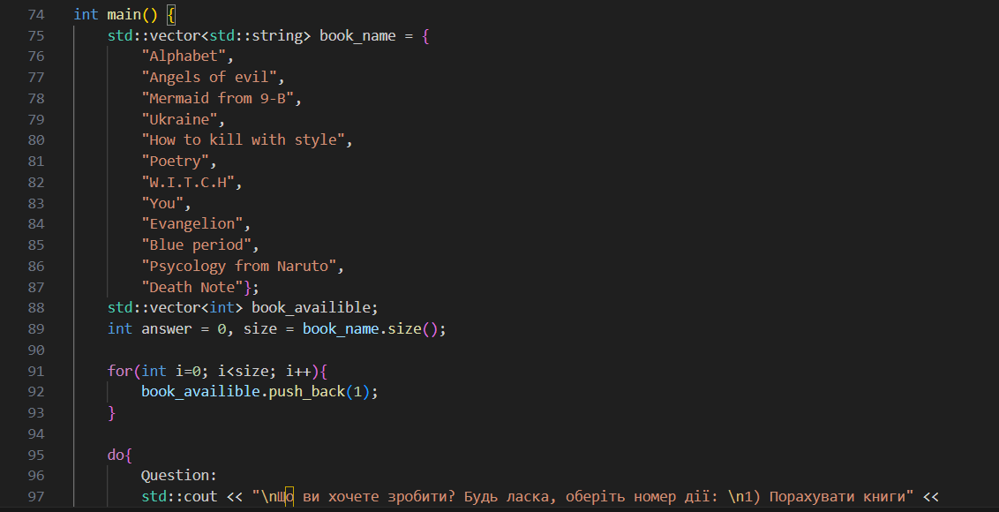 74 int main() {
75 std::vector<std::string> book_name = {
76 "Alphabet",
77 "Angels of evil",
78 "Mermaid from 9-B",
79 "Ukraine",
80 "How to kill with style",
81 "Poetry",
82 "W.I.T.C.H",
83 "You",
84 "Evangelion",
85 "Blue period",
86 "Psycology from Naruto",
87 "Death Note"};
88 std::vector<int> book_availible;
89 int answer = 0, size = book_name.size();
90
91 for(int i=0; i<size; i++){
92 book_availible.push_back(1);
93 }
94
95 do{
96 Question:
97 std::cout << "\nШо ви хочете зробити? Будь ласка, оберіть номер дії: \n1) Порахувати книги" <<